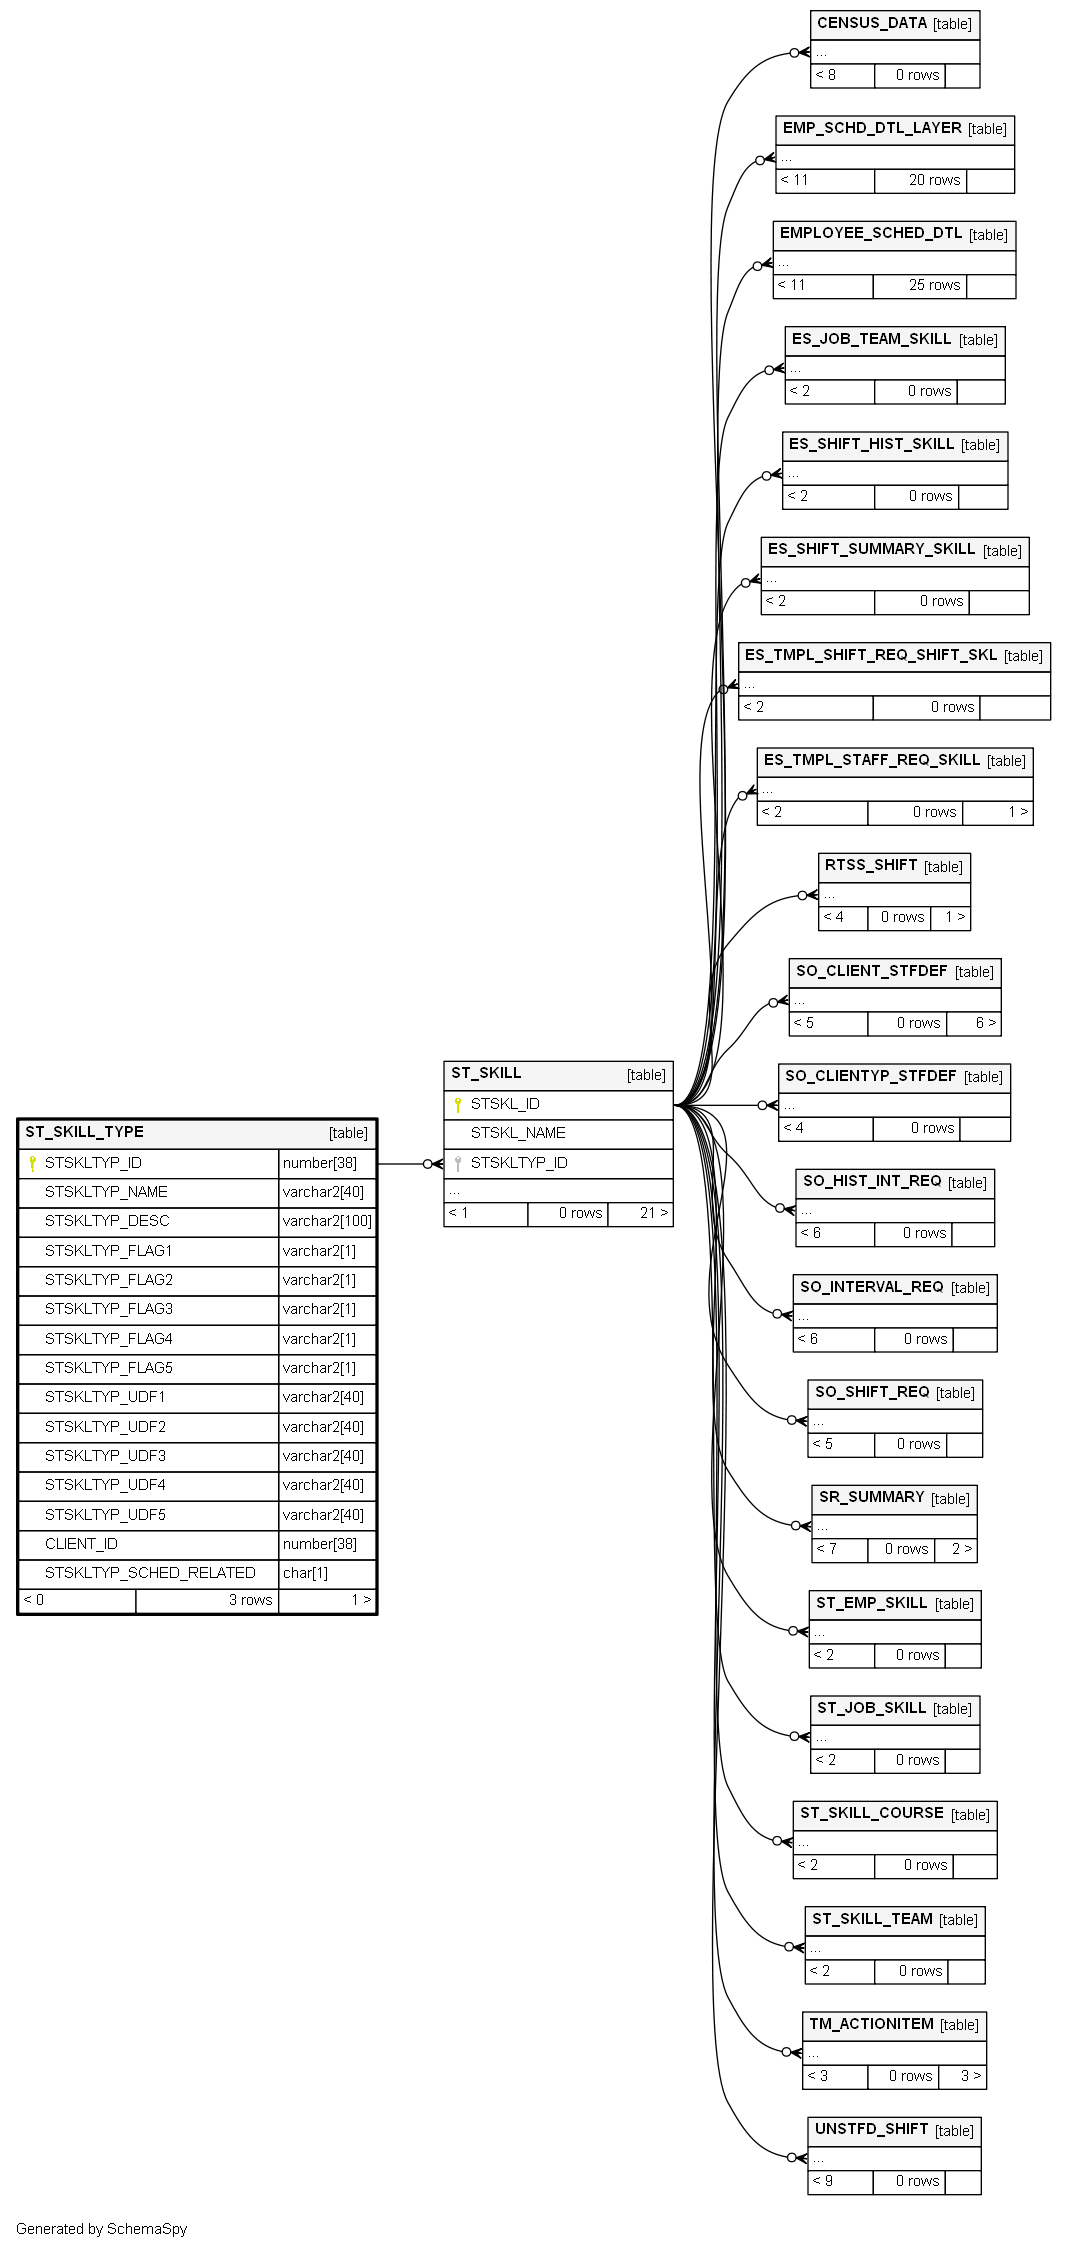 CENSUS_DATA [table]
...
< 8 0 rows
EMP_SCHD_DTL_LAYER [table]
...
< 11 20 rows
EMPLOYEE_SCHED_DTL [table]
...
< 11 25 rows
ES_JOB_TEAM_SKILL [table]
...
< 2 0 rows
ES_SHIFT_HIST_SKILL [table]
...
< 2 0 rows
ES_SHIFT_SUMMARY_SKILL [table]
...
< 2 0 rows
ES_TMPL_SHIFT_REQ_SHIFT_SKL [table]
...
< 2 0 rows
ES_TMPL_STAFF_REQ_SKILL [table]
...
< 2 0 rows 1 >
RTSS_SHIFT [table]
...
< 4 0 rows 1 >
SO_CLIENT_STFDEF [table]
...
< 5 0 rows 6 >
SO_CLIENTYP_STFDEF [table]
...
< 4 0 rows
SO_HIST_INT_REQ [table]
...
< 6 0 rows
SO_INTERVAL_REQ [table]
...
< 6 0 rows
SO_SHIFT_REQ [table]
...
< 5 0 rows
SR_SUMMARY [table]
...
< 7 0 rows 2 >
ST_EMP_SKILL [table]
...
< 2 0 rows
ST_JOB_SKILL [table]
...
< 2 0 rows
ST_SKILL_COURSE [table]
...
< 2 0 rows
ST_SKILL_TEAM [table]
...
< 2 0 rows
TM_ACTIONITEM [table]
...
< 3 0 rows 3 >
UNSTFD_SHIFT [table]
...
< 9 0 rows
ST_SKILL [table]
STSKL_ID
STSKL_NAME
STSKLTYP_ID
...
< 1 0 rows 21 >
ST_SKILL_TYPE [table]
STSKLTYP_ID number[38]
STSKLTYP_NAME varchar2[40]
STSKLTYP_DESC varchar2[100]
STSKLTYP_FLAG1 varchar2[1]
STSKLTYP_FLAG2 varchar2[1]
STSKLTYP_FLAG3 varchar2[1]
STSKLTYP_FLAG4 varchar2[1]
STSKLTYP_FLAG5 varchar2[1]
STSKLTYP_UDF1 varchar2[40]
STSKLTYP_UDF2 varchar2[40]
STSKLTYP_UDF3 varchar2[40]
STSKLTYP_UDF4 varchar2[40]
STSKLTYP_UDF5 varchar2[40]
CLIENT_ID number[38]
STSKLTYP_SCHED_RELATED char[1]
< 0 3 rows 1 >
Generated by SchemaSpy